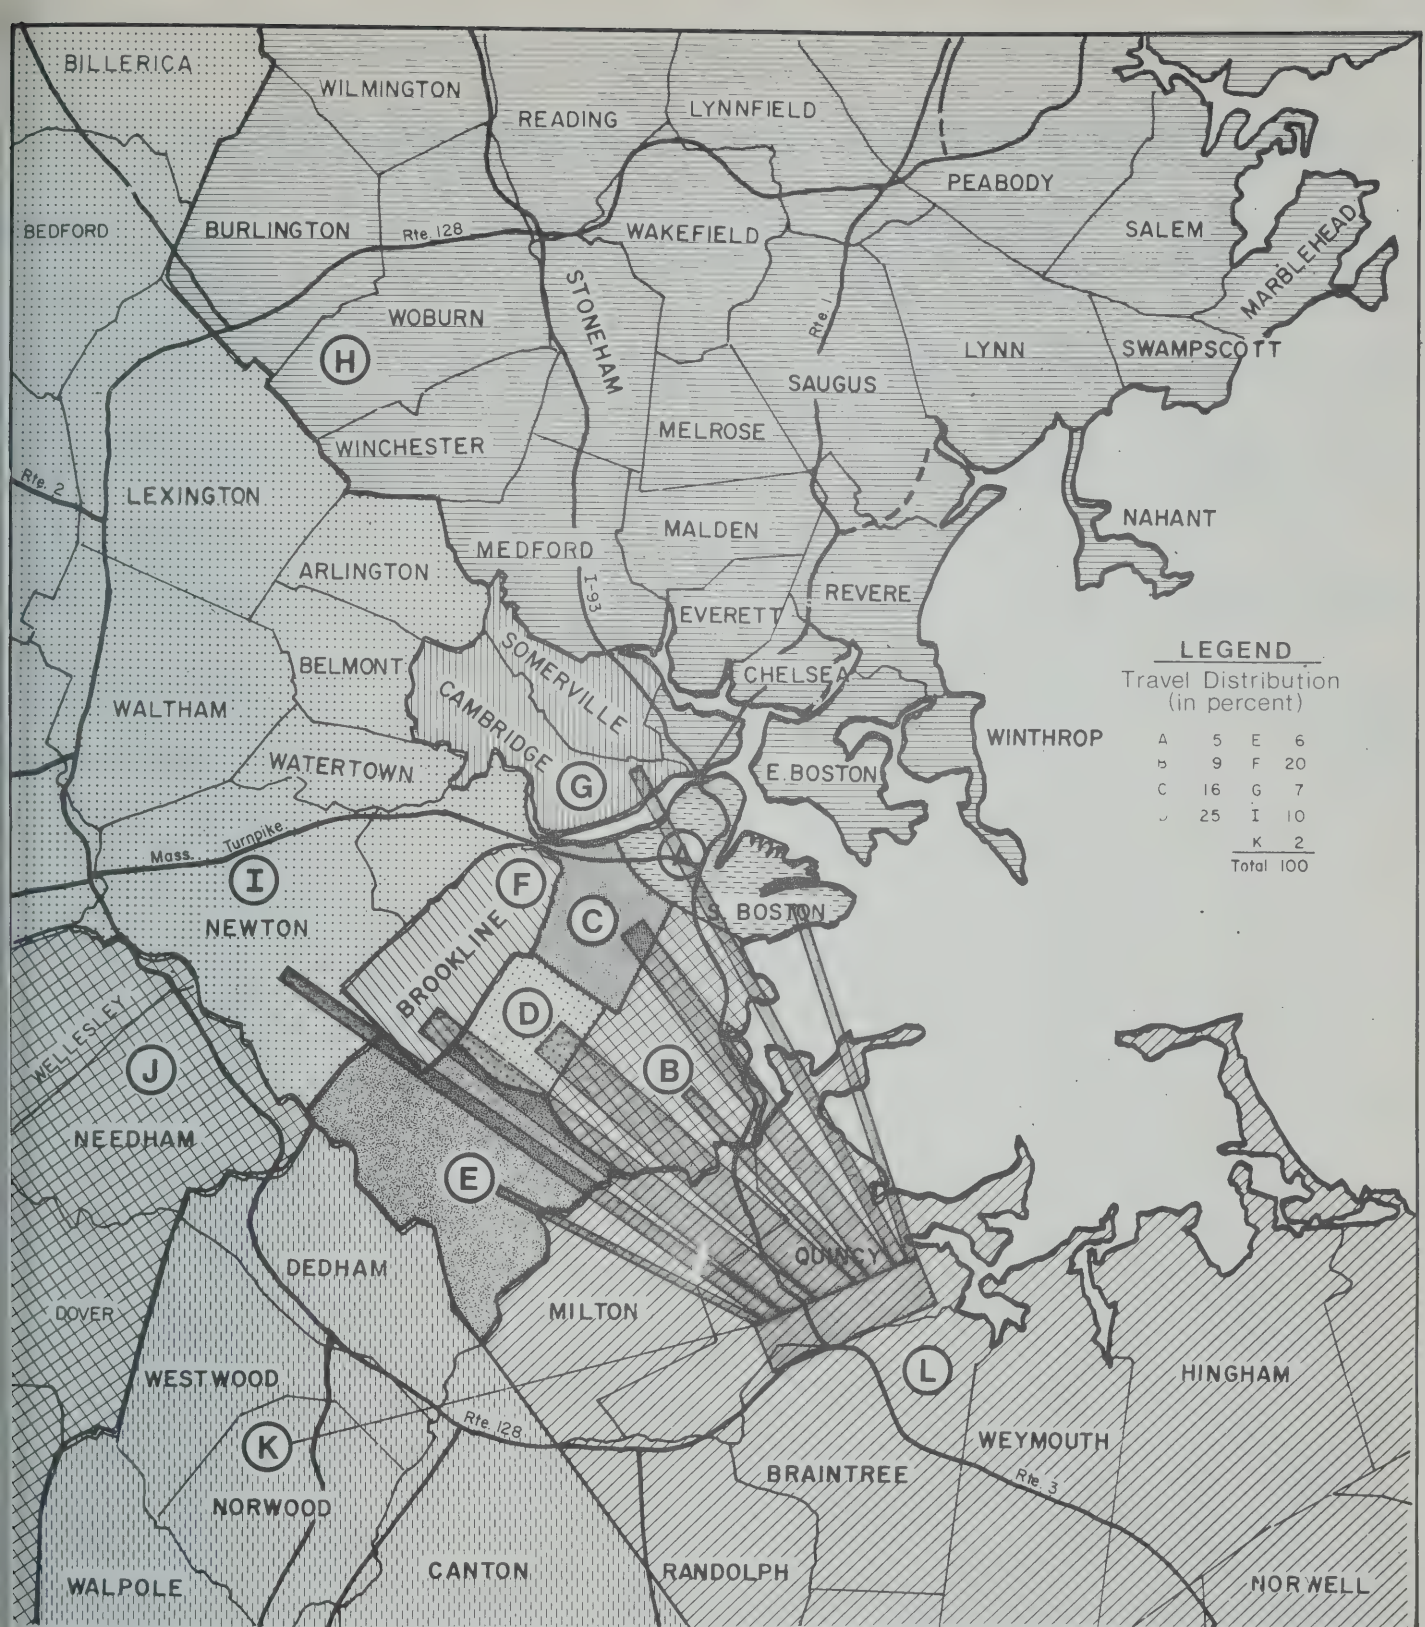 BILLERICA
WILMINGTON
READING
LYNNFIELD
PEABODY
BEDFORD
BURLINGTON
Rte. 128
WAKEFIELD
SALEM
MARBLEHEAD
STONEHAM
WOBURN
H
Rte. 1
LYNN
SWAMPSCOTT
SAUGUS
WINCHESTER
MELROSE
Rte. 2
LEXINGTON
NAHANT
MALDEN
MEDFORD
ARLINGTON
I-93
REVERE
EVERETT
SOMERVILLE
BELMONT
CHELSEA
CAMBRIDGE
WALTHAM
WINTHROP
WATERTOWN
G
E. BOSTON
LEGEND
Travel Distribution
(in percent)
A 5 E 6
9 F 20
C 16 G 7
25 I 10
K 2
Total 100
Mass. Turnpike
A
I
F
C
S. BOSTON
NEWTON
BROOKLINE
WELLESLEY
D
J
B
NEEDHAM
E
QUINCY
DEDHAM
DOVER
MILTON
L
WESTWOOD
HINGHAM
K
Rte. 128
WEYMOUTH
BRAINTREE
Rte. 3
NORWOOD
CANTON
RANDOLPH
WALPOLE
NORWELL